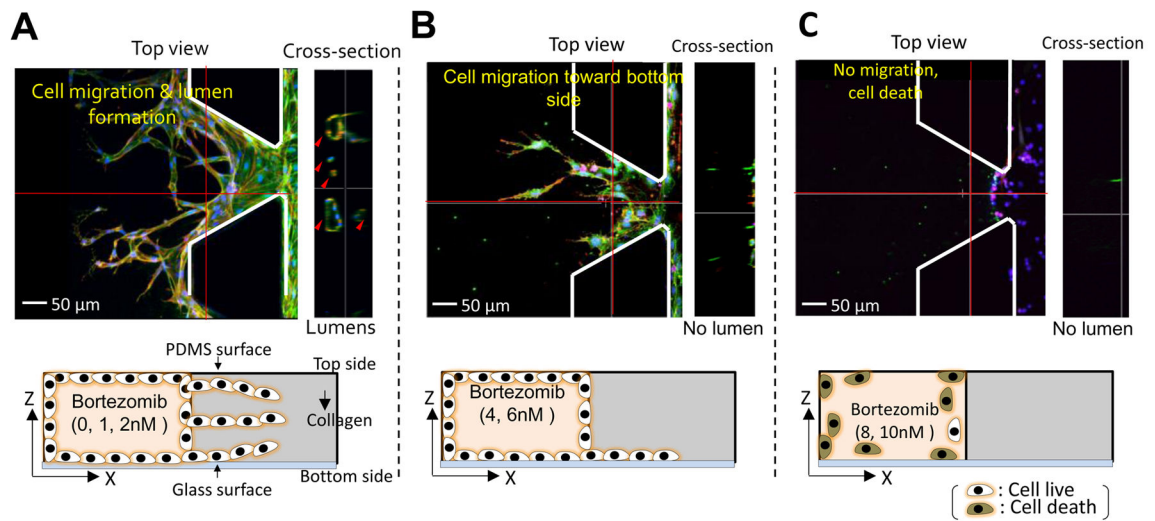 A
Top view
Cross-section
Cell migration & lumen
formation
50 µm
Lumens
PDMS surface
Top side
Z
Bortezomib
(0, 1, 2nM )
Collagen
X
Glass surface
Bottom side
B
Top view
Cross-section
Cell migration toward bottom
side
50 µm
No lumen
Z
Bortezomib
(4, 6nM )
X
C
Top view
Cross-section
No migration,
cell death
50 µm
No lumen
Z
Bortezomib
(8, 10nM )
X
: Cell live
: Cell death